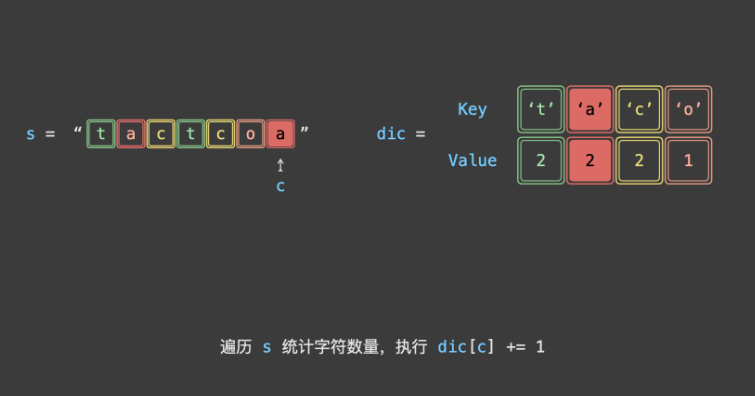 Key ‘t’ ‘a’ ‘c’ ‘o’
s = “ t a c t c o a ” dic =
Value 2 2 2 1
c
遍历 s 统计字符数量，执行 dic[c] += 1